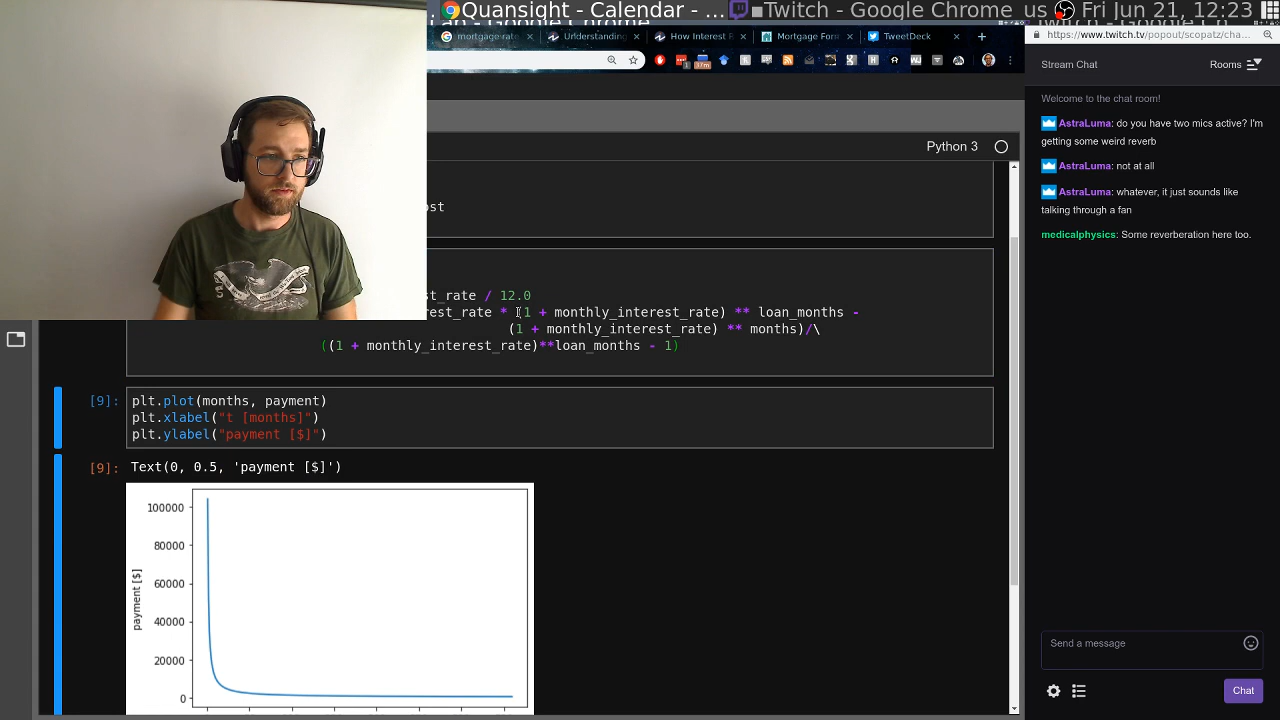 Quansight - Calendar - ...
Twitch - Google Chrome
us
Fri Jun 21, 12:23
mortgage rate
Understanding
How Interest
Mortgage For
TweetDeck
https://www.twitch.tv/popout/scopatz/cha...
Stream Chat
Rooms
Python 3
Welcome to the chat room!
AstraLuma: do you have two mics active? I'm
getting some weird reverb
AstraLuma: not at all
AstraLuma: whatever, it just sounds like
talking through a fan
medicalphysics: Some reverberation here too.
ost
st_rate / 12.0
rest_rate * (1 + monthly_interest_rate) ** loan_months -
(1 + monthly_interest_rate) ** months)/\
((1 + monthly_interest_rate)**loan_months - 1)
[9]:
plt.plot(months, payment)
plt.xlabel("t [months]")
plt.ylabel("payment [$]")
[9]:
Text(0, 0.5, 'payment [$]')
100000
80000
60000
40000
20000
0
payment [$]
Send a message
Chat